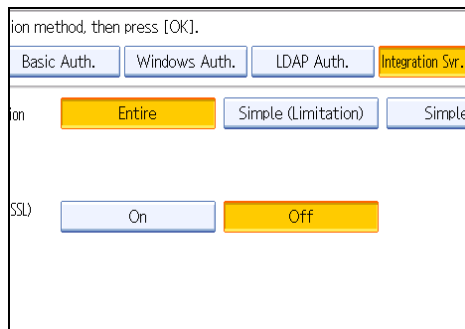 ion method, then press [OK].
Basic Auth. Windows Auth. LDAP Auth. Integration Svr.
ion Entire Simple (Limitation) Simple
SSL) On Off